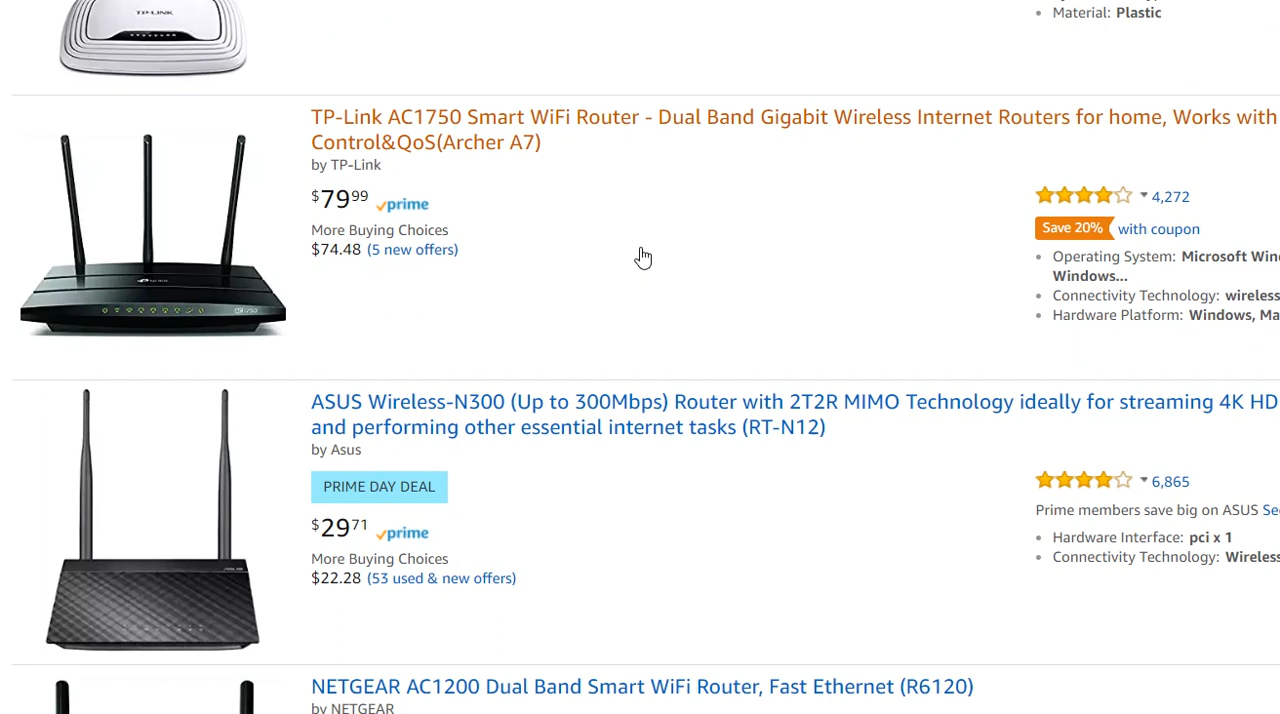 TP-LINK
Material: Plastic
TP-Link AC1750 Smart WiFi Router - Dual Band Gigabit Wireless Internet Routers for home, Works with
Control&QoS(Archer A7)
by TP-Link
$79.99 prime
More Buying Choices
$74.48 (5 new offers)
4,272
Save 20% with coupon
Operating System: Microsoft Win
Windows...
Connectivity Technology: wireless
Hardware Platform: Windows, Ma
ASUS Wireless-N300 (Up to 300Mbps) Router with 2T2R MIMO Technology ideally for streaming 4K HD
and performing other essential internet tasks (RT-N12)
by Asus
PRIME DAY DEAL
$29.71 prime
More Buying Choices
$22.28 (53 used & new offers)
6,865
Prime members save big on ASUS Se
Hardware Interface: pci x 1
Connectivity Technology: Wireless
NETGEAR AC1200 Dual Band Smart WiFi Router, Fast Ethernet (R6120)
by NETGEAR